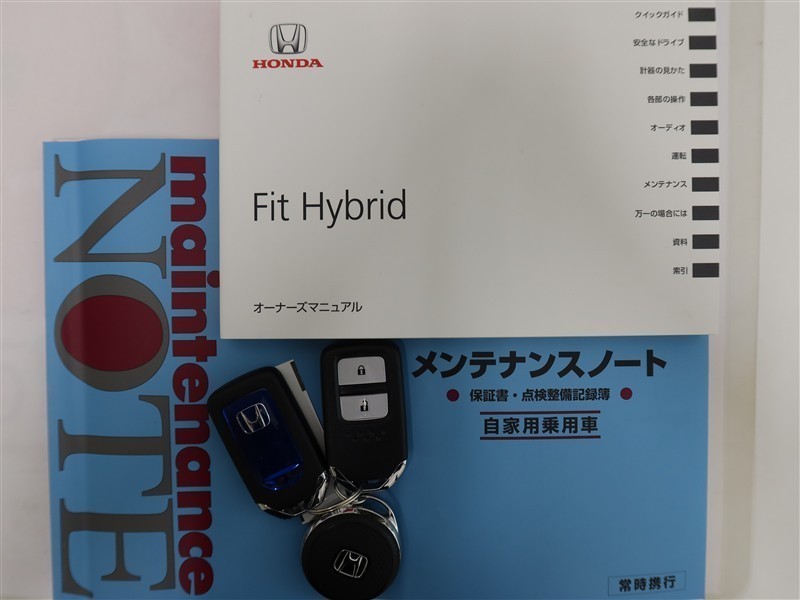 HONDA
クイックガイド
安全なドライブ
計器の見かた
各部の操作
オーディオ
運転
メンテナンス
万一の場合には
資料
索引
Fit Hybrid
オーナーズマニュアル
maintenance
NOTE
メンテナンスノート
保証書・点検整備記録簿
自家用乗用車
常時携行